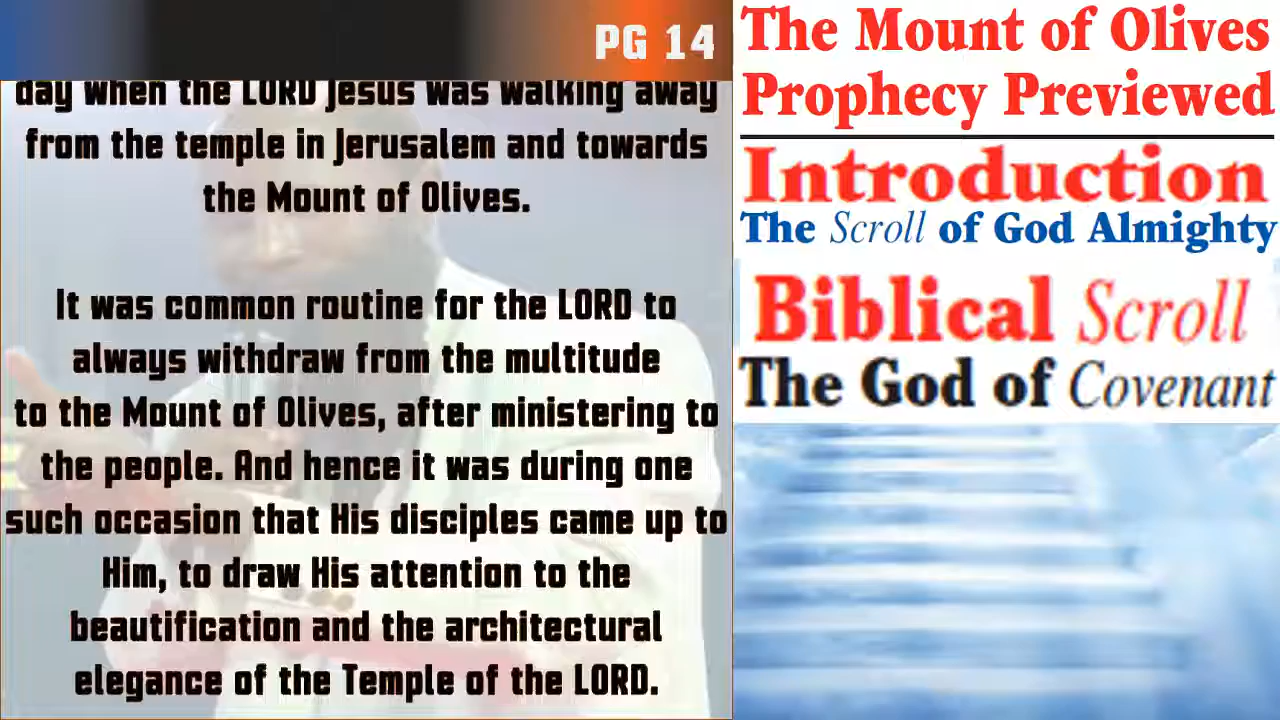 PG 14
day when the LORD Jesus was walking away
from the temple in Jerusalem and towards
the Mount of Olives.
It was common routine for the LORD to
always withdraw from the multitude
to the Mount of Olives, after ministering to
the people. And hence it was during one
such occasion that His disciples came up to
Him, to draw His attention to the
beautification and the architectural
elegance of the Temple of the LORD.
The Mount of Olives
Prophecy Previewed
Introduction
The Scroll of God Almighty
Biblical Scroll
The God of Covenant